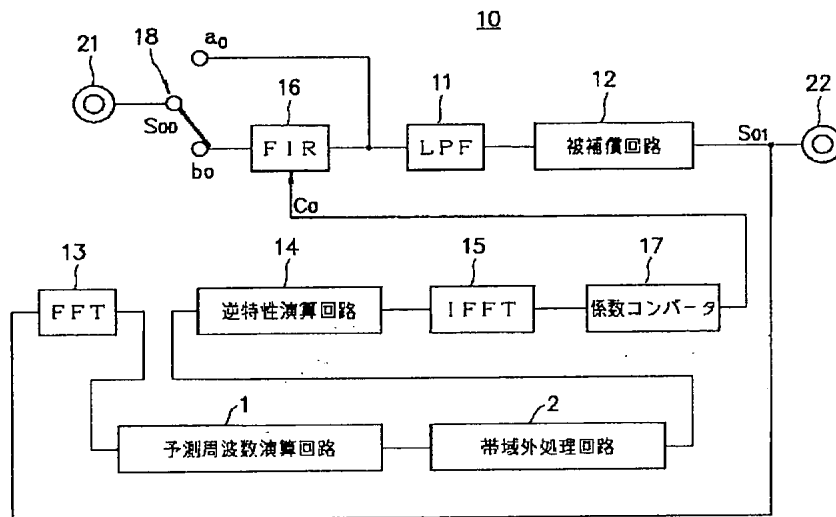 10
21
18
a₀
16
11
12
22
S₀₀
FIR
LPF
被補償回路
S₀₁
b₀
C₀
13
14
15
17
FFT
逆特性演算回路
IFFT
係数コンバータ
1
2
予測周波数演算回路
帯域外処理回路